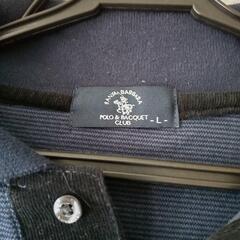 SANTA BARBARA
POLO & RACQUET
CLUB
- L -